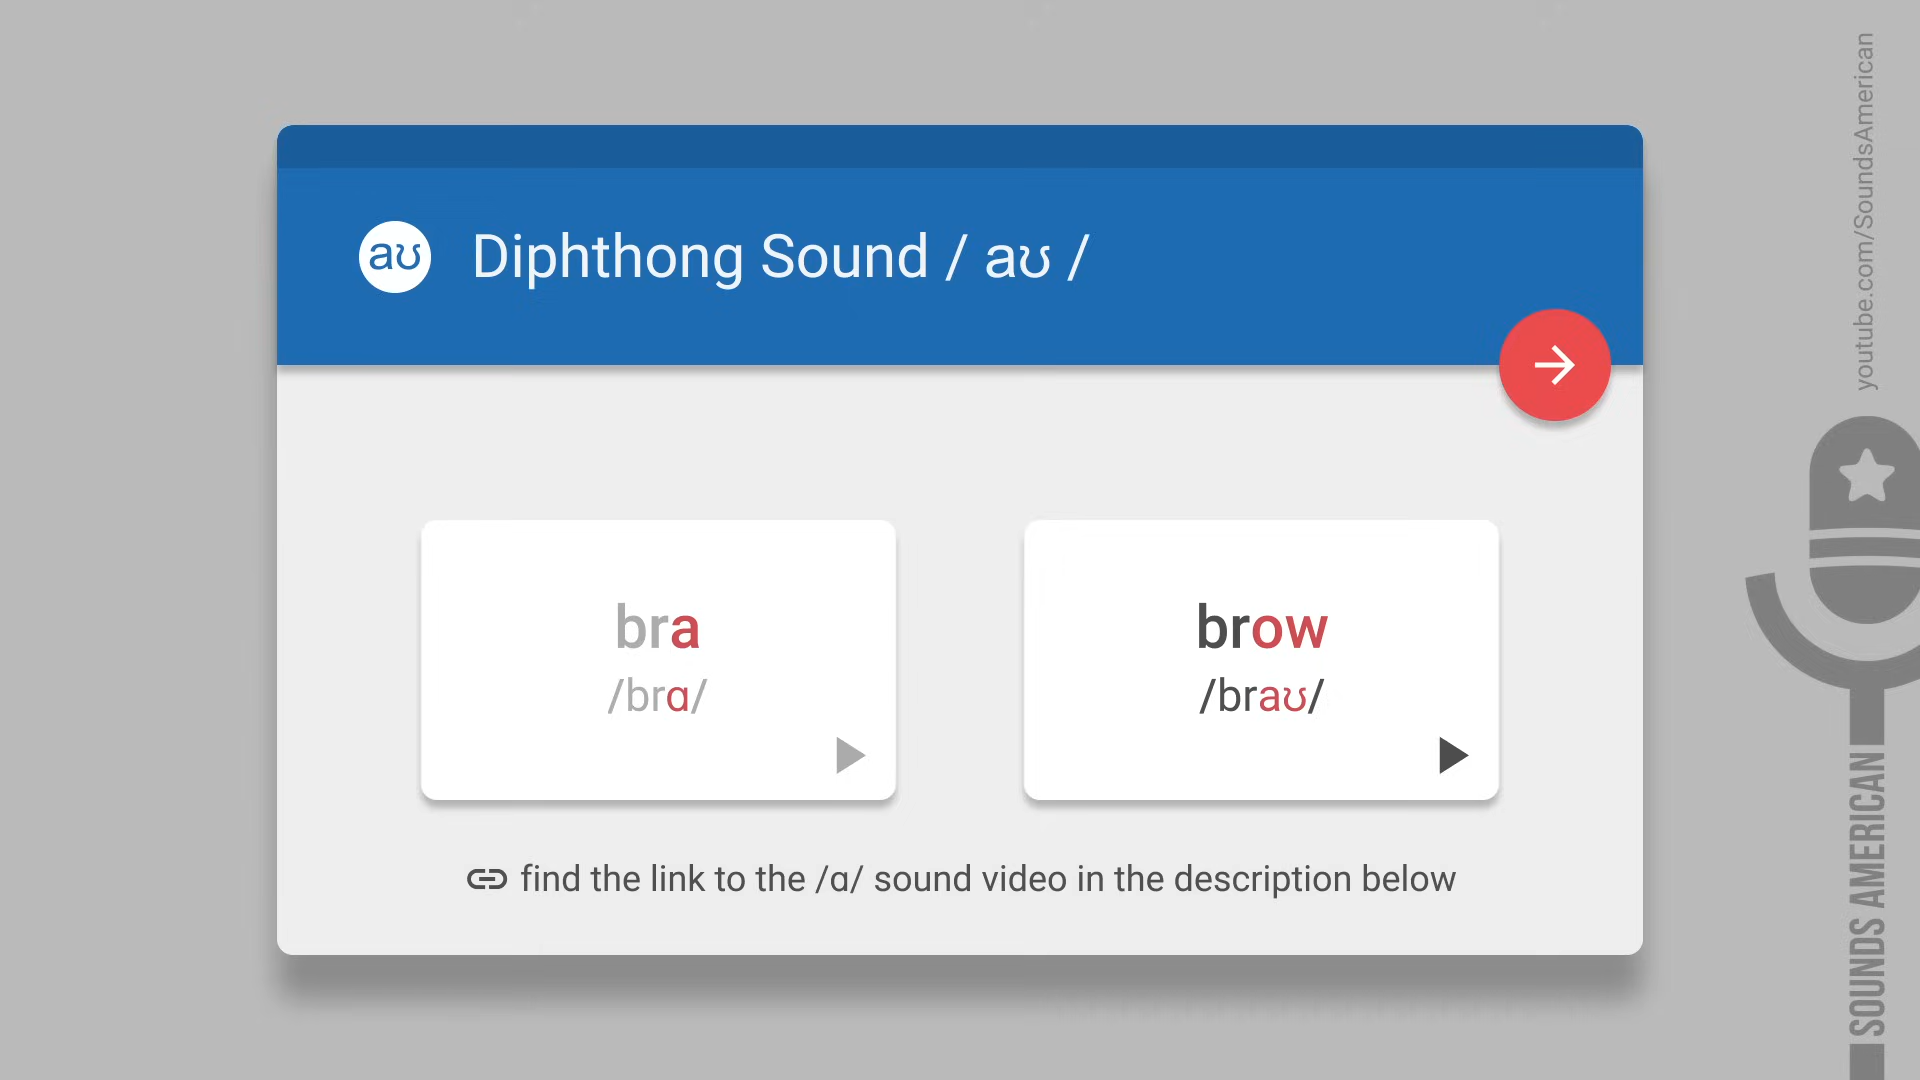 aʊ
Diphthong Sound / aʊ /
bra
/brɑ/
brow
/braʊ/
find the link to the /ɑ/ sound video in the description below
youtube.com/SoundsAmerican
SOUNDS AMERICAN